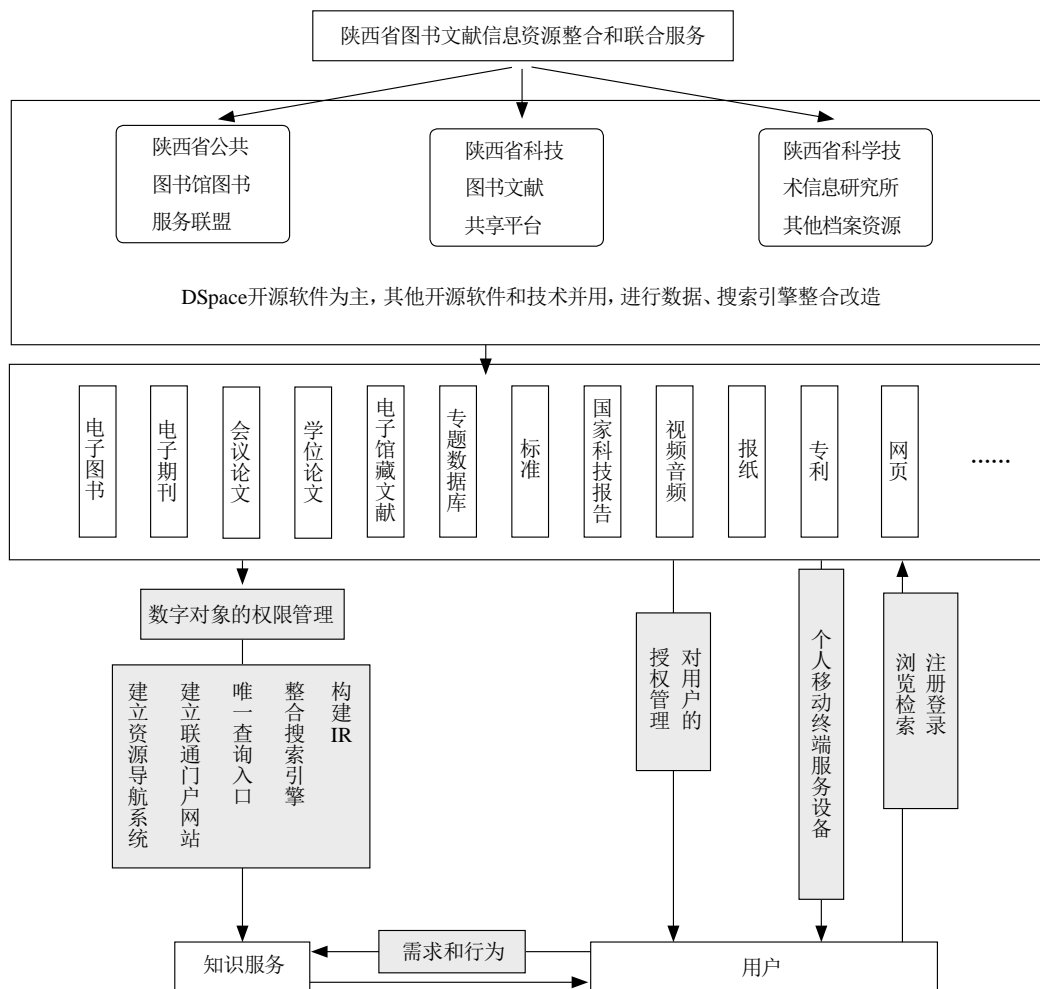 陕西省图书文献信息资源整合和联合服务
陕西省公共
图书馆图书
服务联盟
陕西省科技
图书文献
共享平台
陕西省科学技
术信息研究所
其他档案资源
DSpace开源软件为主，其他开源软件和技术并用，进行数据、搜索引擎整合改造
电子图书
电子期刊
会议论文
学位论文
电子馆藏文献
专题数据库
标准
国家科技报告
视频音频
报纸
专利
网页
……
数字对象的权限管理
建立资源导航系统
建立联通门户网站
唯一查询入口
整合搜索引擎
构建IR
对用户的
授权管理
个人移动终端服务设备
注册登录
浏览检索
知识服务
需求和行为
用户